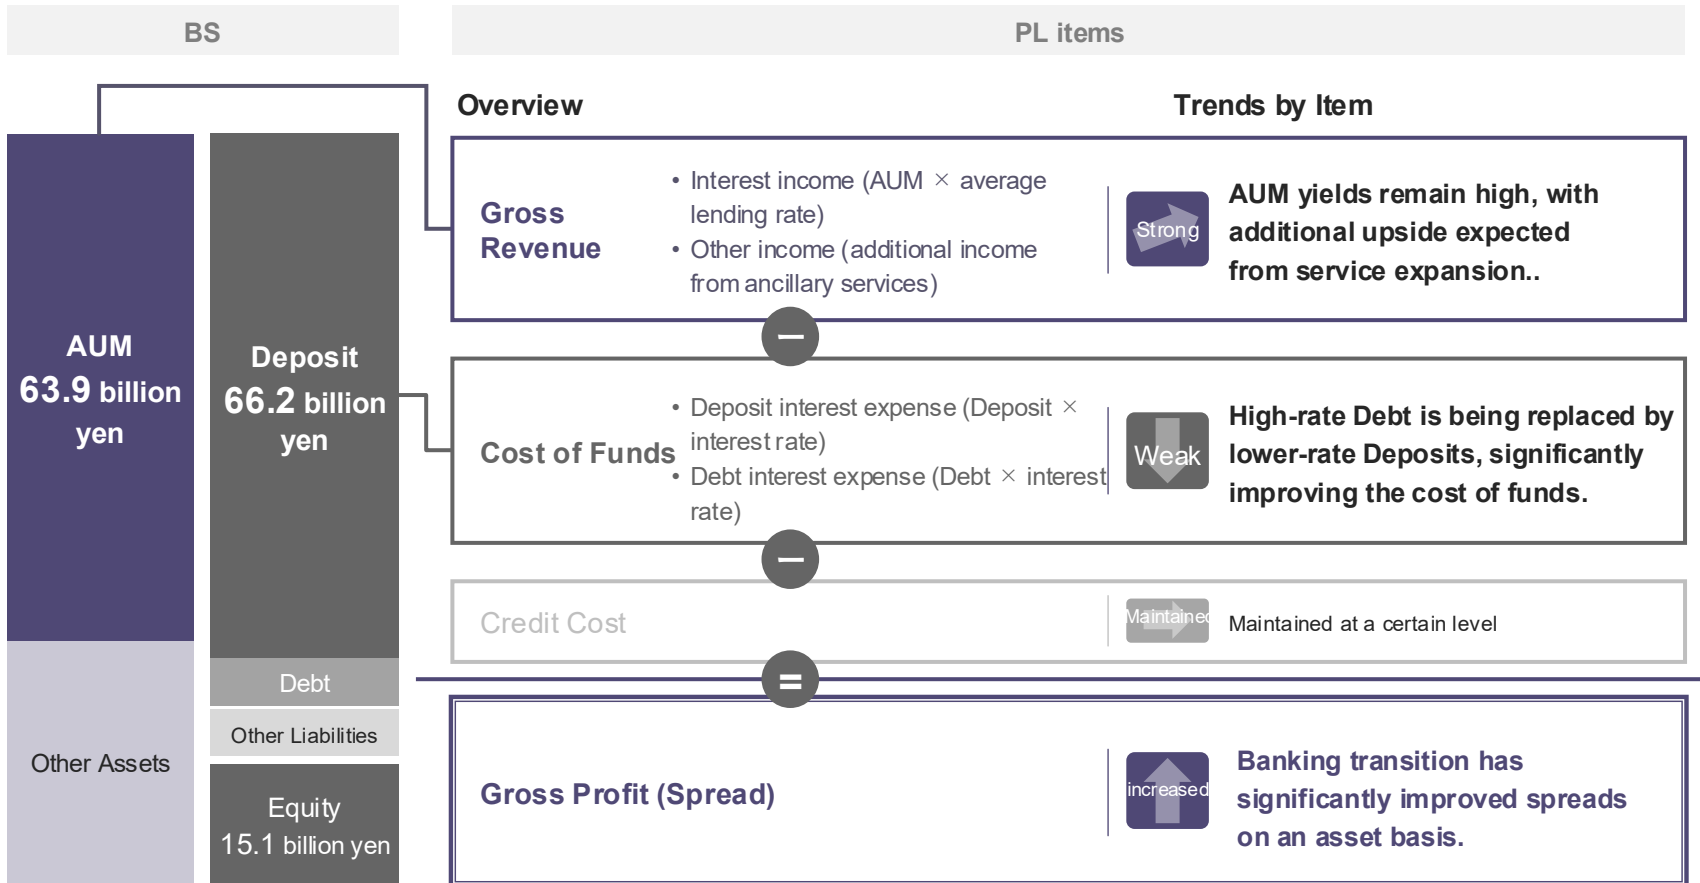 BS
PL items
Overview
Trends by Item
AUM
63.9 billion
yen
Deposit
66.2 billion
yen
Debt
Other Liabilities
Other Assets
Equity
15.1 billion yen
Gross
Revenue
• Interest income (AUM × average
lending rate)
• Other income (additional income
from ancillary services)
Strong
AUM yields remain high, with
additional upside expected
from service expansion..
−
Cost of Funds
• Deposit interest expense (Deposit ×
interest rate)
• Debt interest expense (Debt × interest
rate)
Weak
High-rate Debt is being replaced by
lower-rate Deposits, significantly
improving the cost of funds.
−
Credit Cost
Maintained
Maintained at a certain level
=
Gross Profit (Spread)
increased
Banking transition has
significantly improved spreads
on an asset basis.